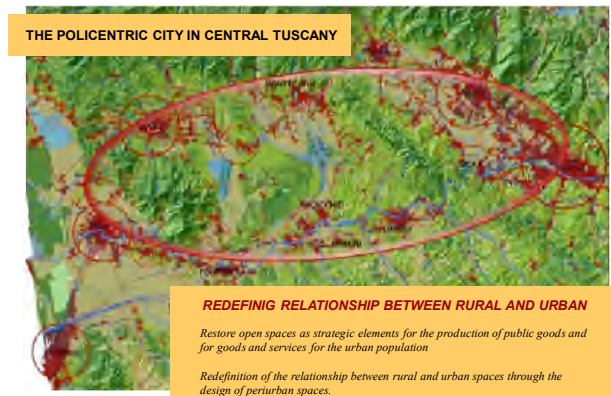 THE POLICENTRIC CITY IN CENTRAL TUSCANY
REDEFINIG RELATIONSHIP BETWEEN RURAL AND URBAN
Restore open spaces as strategic elements for the production of public goods and
for goods and services for the urban population
Redefinition of the relationship between rural and urban spaces through the
design of periurban spaces.